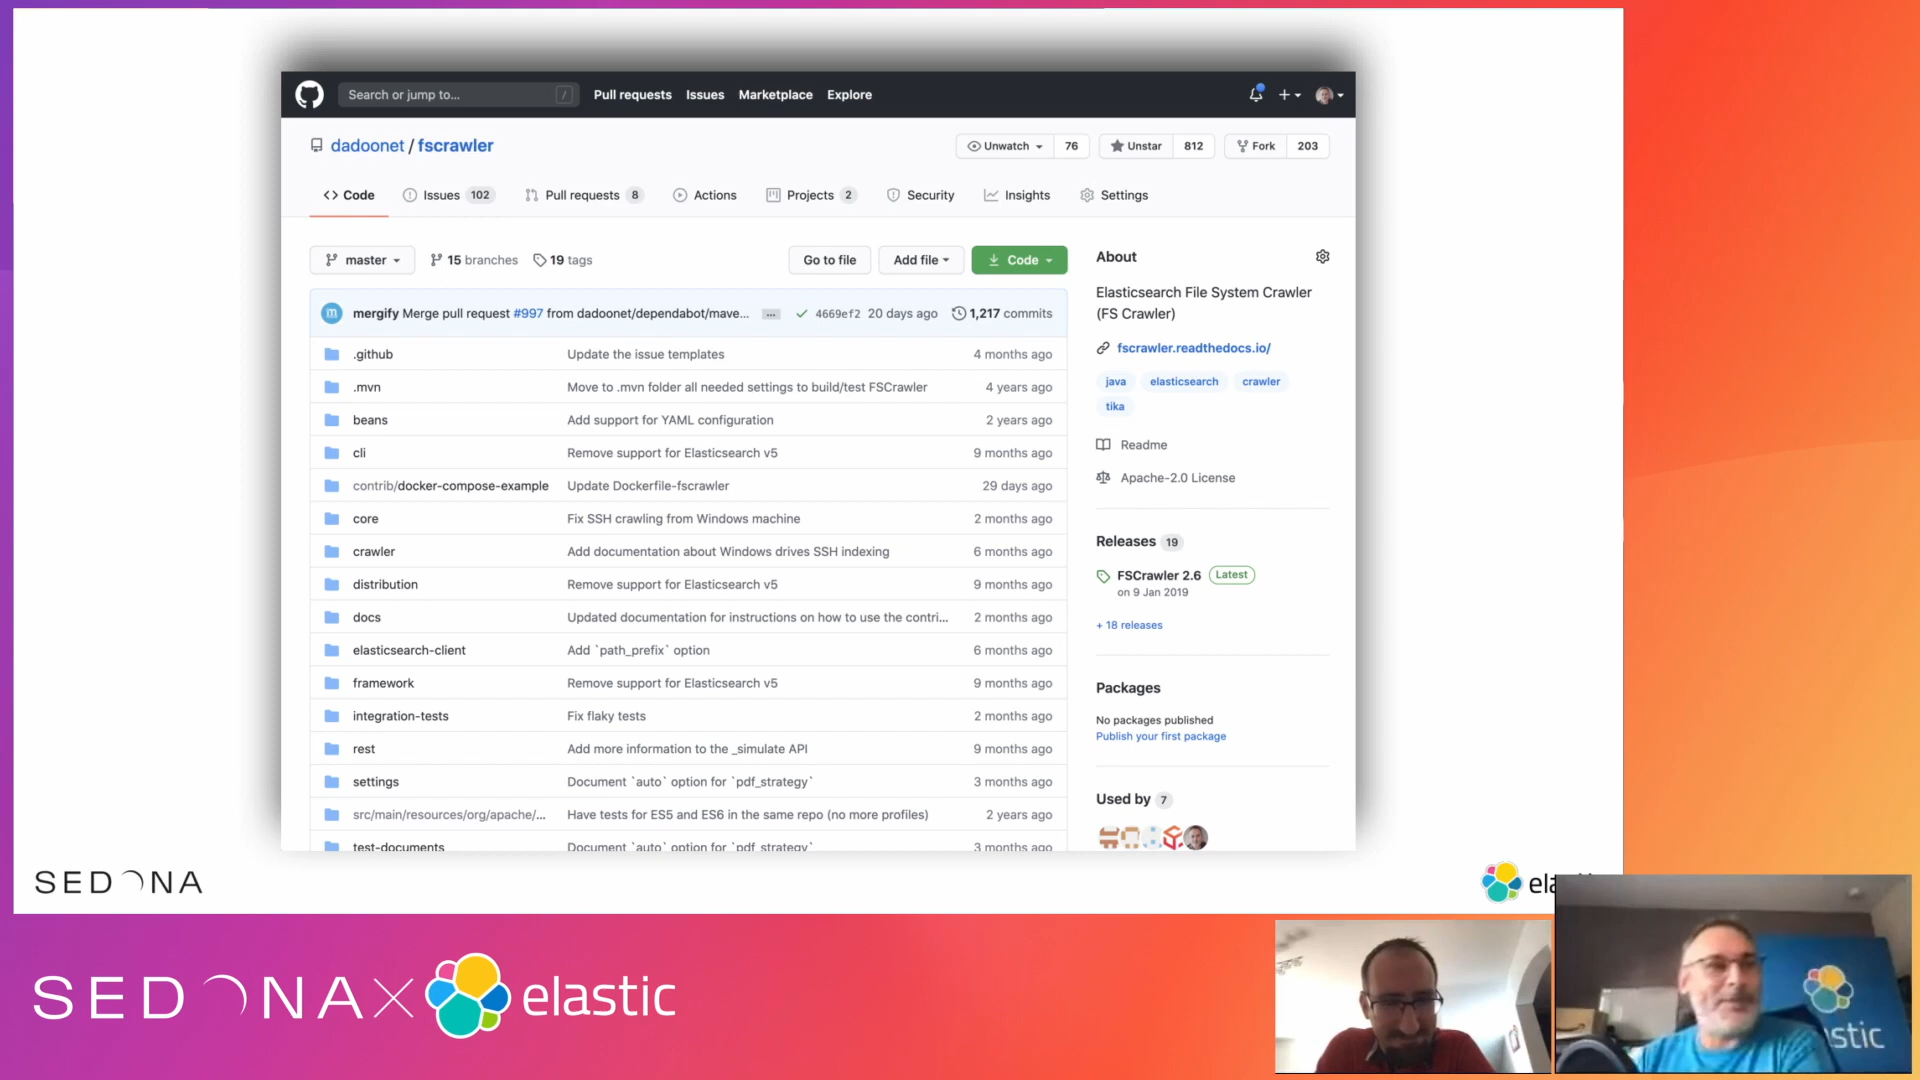 Search or jump to... / Pull requests Issues Marketplace Explore
dadoonet / fscrawler
Unwatch 76 Unstar 812 Fork 203
Code Issues 102 Pull requests 8 Actions Projects 2 Security Insights Settings
master 15 branches 19 tags Go to file Add file Code
mergify Merge pull request #997 from dadoonet/dependabot/mave... ... 4669ef2 20 days ago 1,217 commits
.github Update the issue templates 4 months ago
.mvn Move to .mvn folder all needed settings to build/test FSCrawler 4 years ago
beans Add support for YAML configuration 2 years ago
cli Remove support for Elasticsearch v5 9 months ago
contrib/docker-compose-example Update Dockerfile-fscrawler 29 days ago
core Fix SSH crawling from Windows machine 2 months ago
crawler Add documentation about Windows drives SSH indexing 6 months ago
distribution Remove support for Elasticsearch v5 9 months ago
docs Updated documentation for instructions on how to use the contri... 2 months ago
elasticsearch-client Add `path_prefix` option 6 months ago
framework Remove support for Elasticsearch v5 9 months ago
integration-tests Fix flaky tests 2 months ago
rest Add more information to the _simulate API 9 months ago
settings Document `auto` option for `pdf_strategy` 3 months ago
src/main/resources/org/apache/... Have tests for ES5 and ES6 in the same repo (no more profiles) 2 years ago
test-documents Document `auto` option for `pdf_strategy` 3 months ago
About
Elasticsearch File System Crawler
(FS Crawler)
fscrawler.readthedocs.io/
java elasticsearch crawler
tika
Readme
Apache-2.0 License
Releases 19
FSCrawler 2.6 Latest
on 9 Jan 2019
+ 18 releases
Packages
No packages published
Publish your first package
Used by 7
SEDONA
ela
SEDONA X elastic
stic